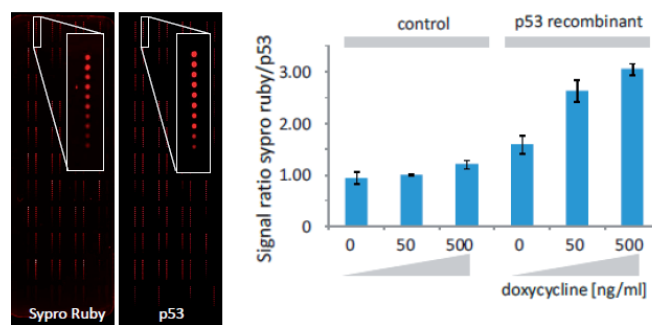 Sypro Ruby
p53
control
p53 recombinant
Signal ratio sypro ruby/p53
3.00
2.00
1.00
0
0
50
500
0
50
500
doxycycline [ng/ml]